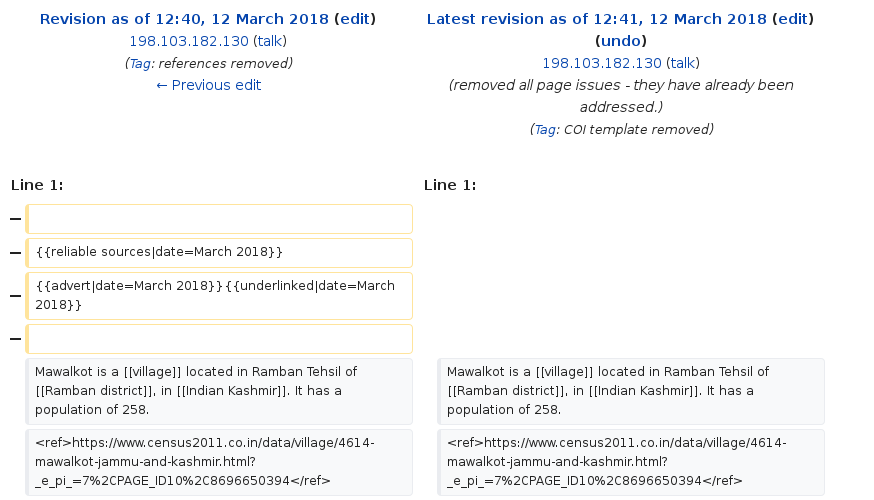 Revision as of 12:40, 12 March 2018 (edit)
198.103.182.130 (talk)
(Tag: references removed)
← Previous edit
Latest revision as of 12:41, 12 March 2018 (edit)
(undo)
198.103.182.130 (talk)
(removed all page issues - they have already been
addressed.)
(Tag: COI template removed)
Line 1:
Line 1:
−
− {{reliable sources|date=March 2018}}
− {{advert|date=March 2018}}{{underlinked|date=March
2018}}
−
Mawalkot is a [[village]] located in Ramban Tehsil of
[[Ramban district]], in [[Indian Kashmir]]. It has a
population of 258.
Mawalkot is a [[village]] located in Ramban Tehsil of
[[Ramban district]], in [[Indian Kashmir]]. It has a
population of 258.
<ref>https://www.census2011.co.in/data/village/4614-
mawalkot-jammu-and-kashmir.html?
_e_pi_=7%2CPAGE_ID10%2C8696650394</ref>
<ref>https://www.census2011.co.in/data/village/4614-
mawalkot-jammu-and-kashmir.html?
_e_pi_=7%2CPAGE_ID10%2C8696650394</ref>